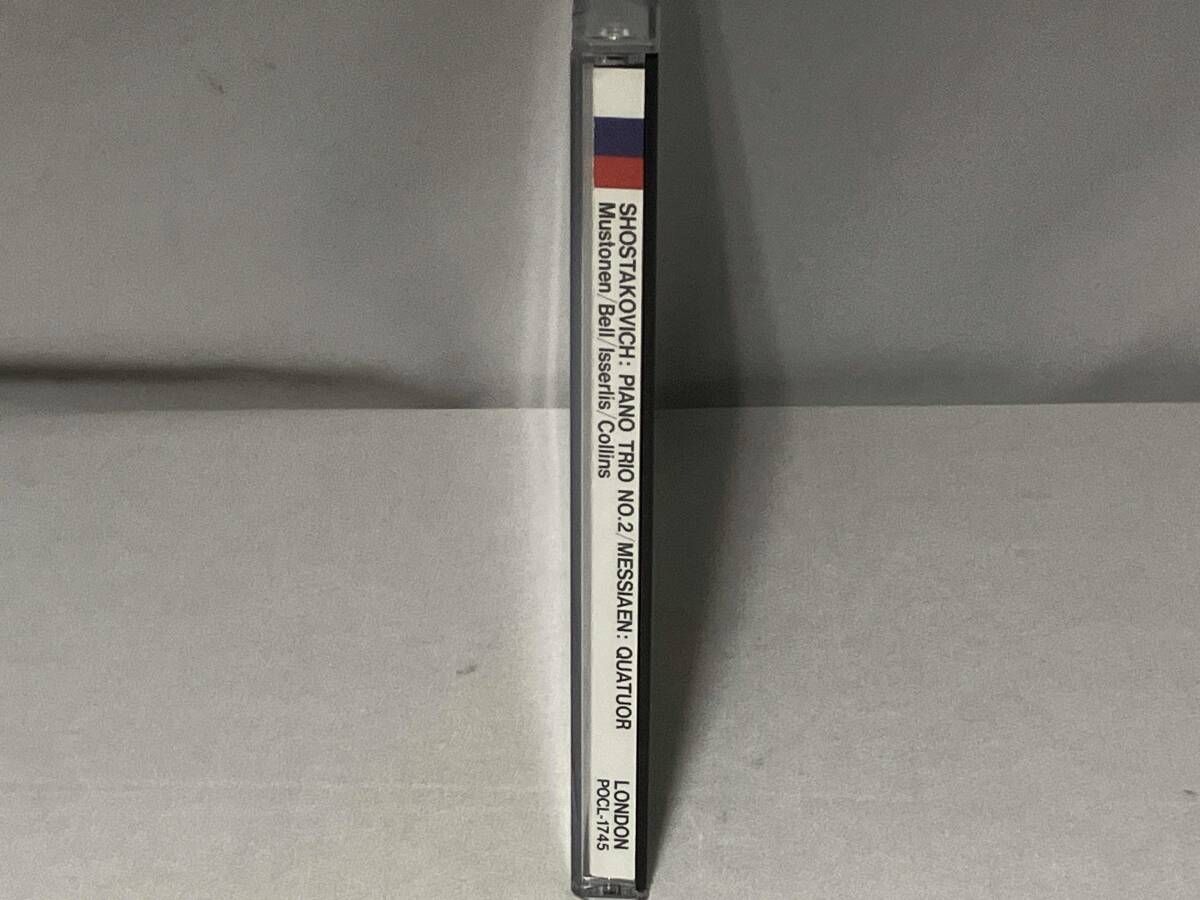 SHOSTAKOVICH: PIANO TRIO NO.2/MESSIAEN: QUATUOR
Mustonen/Bell/Isserlis/Collins
LONDON
POCL-1745